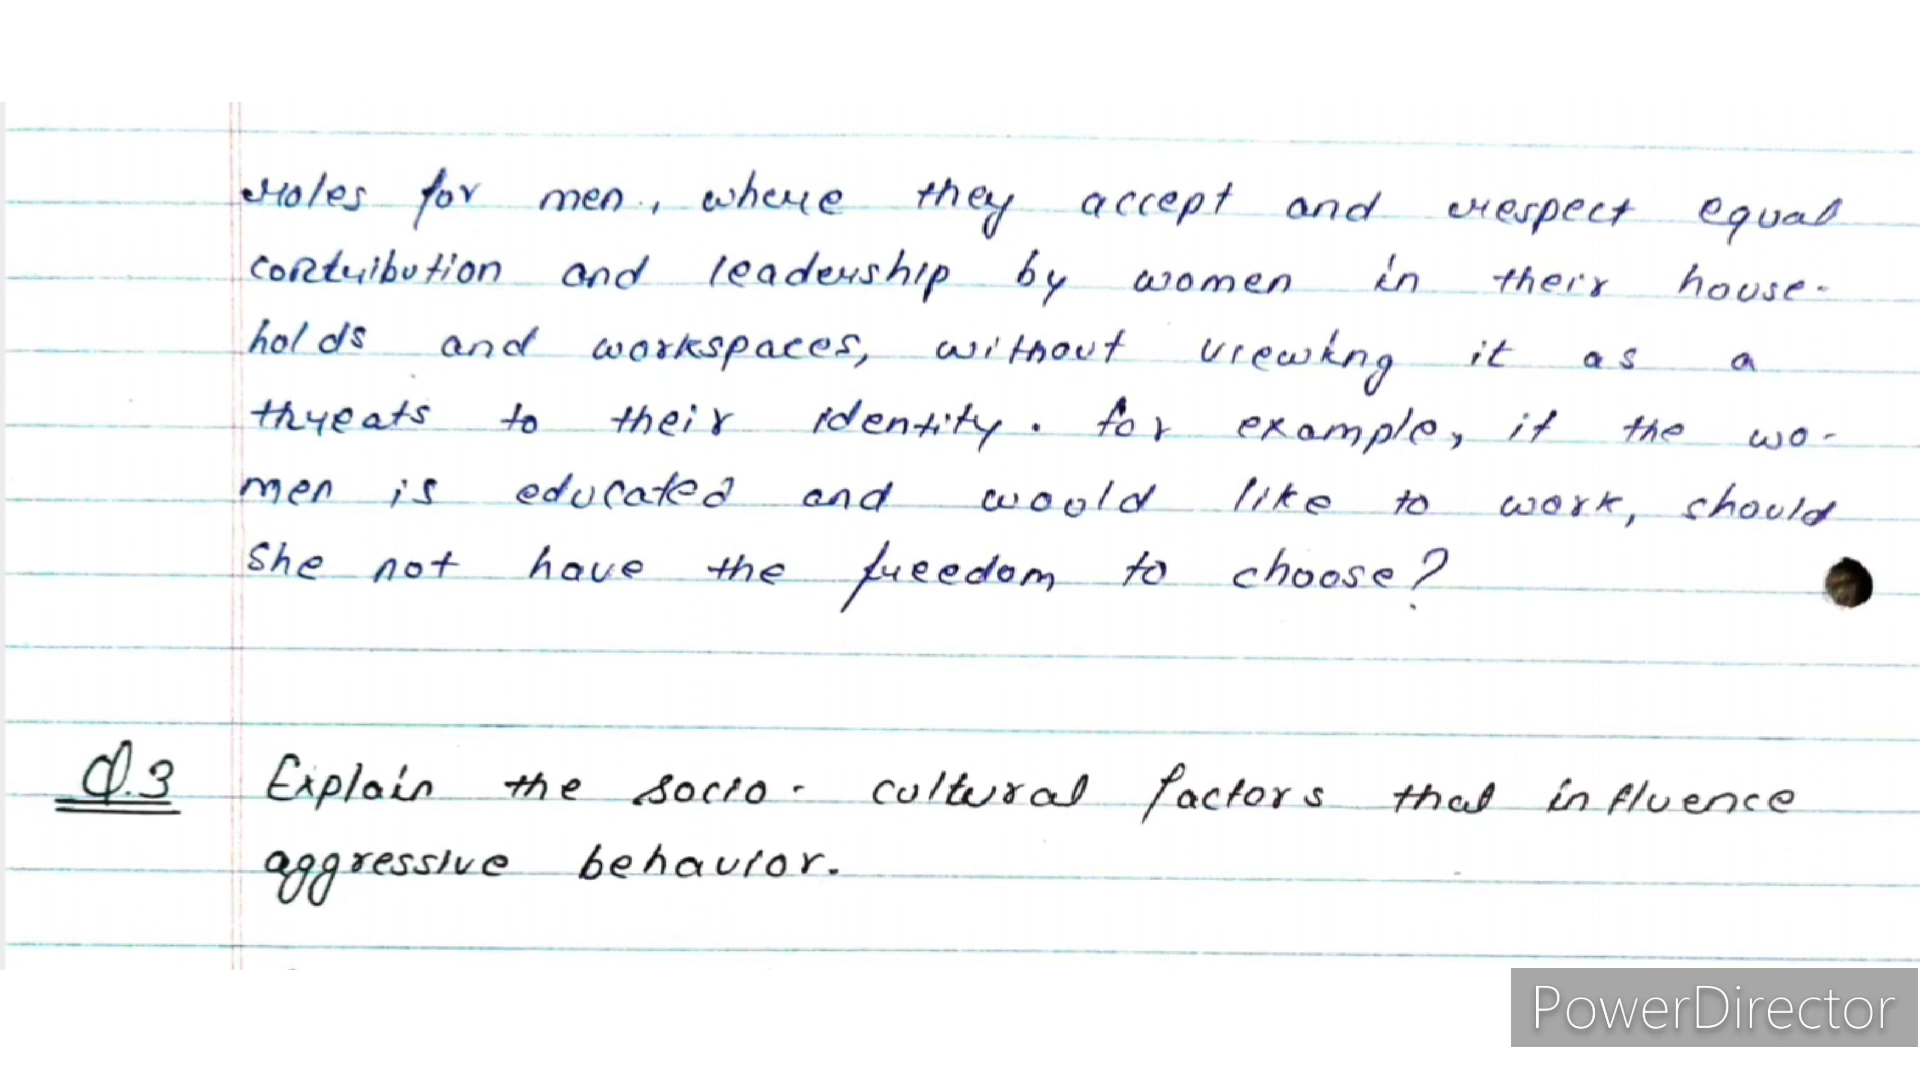 roles for men, where they accept and respect equal
contribution and leadership by women in their house-
holds and workspaces, without viewing it as a
threats to their identity. for example, if the wo-
men is educated and would like to work, should
she not have the freedom to choose?
Q.3 Explain the socio-cultural factors that influence
aggressive behavior.
PowerDirector